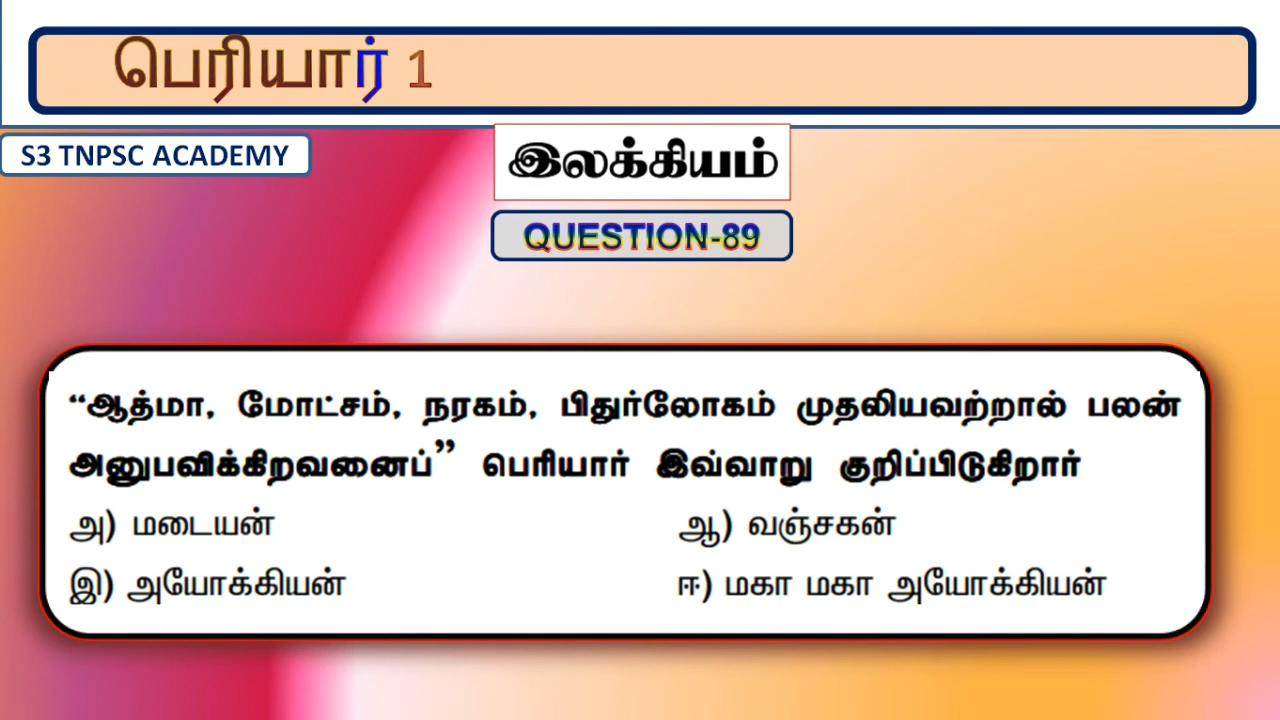 பெரியார் 1
S3 TNPSC ACADEMY
இலக்கியம்
QUESTION-89
“ஆத்மா, மோட்சம், நரகம், பிதுர்லோகம் முதலியவற்றால் பலன்
அனுபவிக்கிறவனைப்” பெரியார் இவ்வாறு குறிப்பிடுகிறார்
அ) மடையன் ஆ) வஞ்சகன்
இ) அயோக்கியன் ஈ) மகா மகா அயோக்கியன்